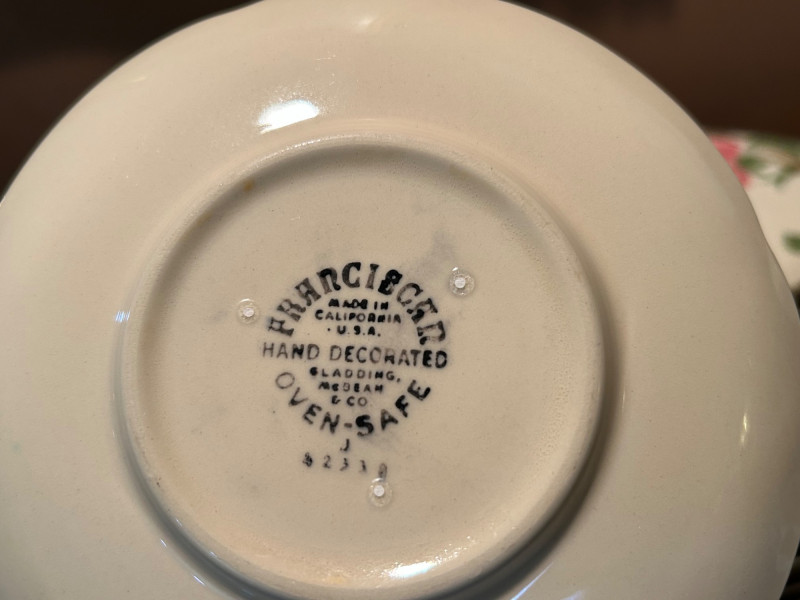 FRANCISCAN
MADE IN
CALIFORNIA
U.S.A.
HAND DECORATED
GLADDING,
McBEAN
& CO.
OVEN-SAFE
J